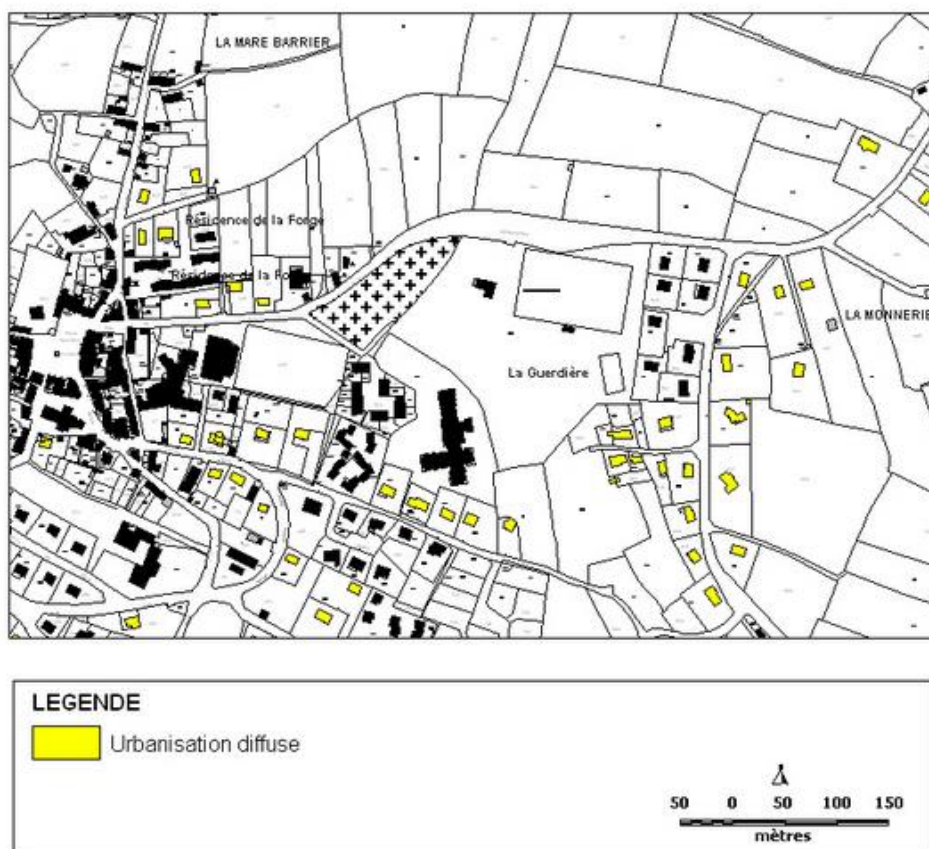 LA MARE BARRIER
Résidence de la Forge
Résidence de la Fo
LA MONNERIE
La Guerdière
LEGENDE
Urbanisation diffuse
50 0 50 100 150
mètres